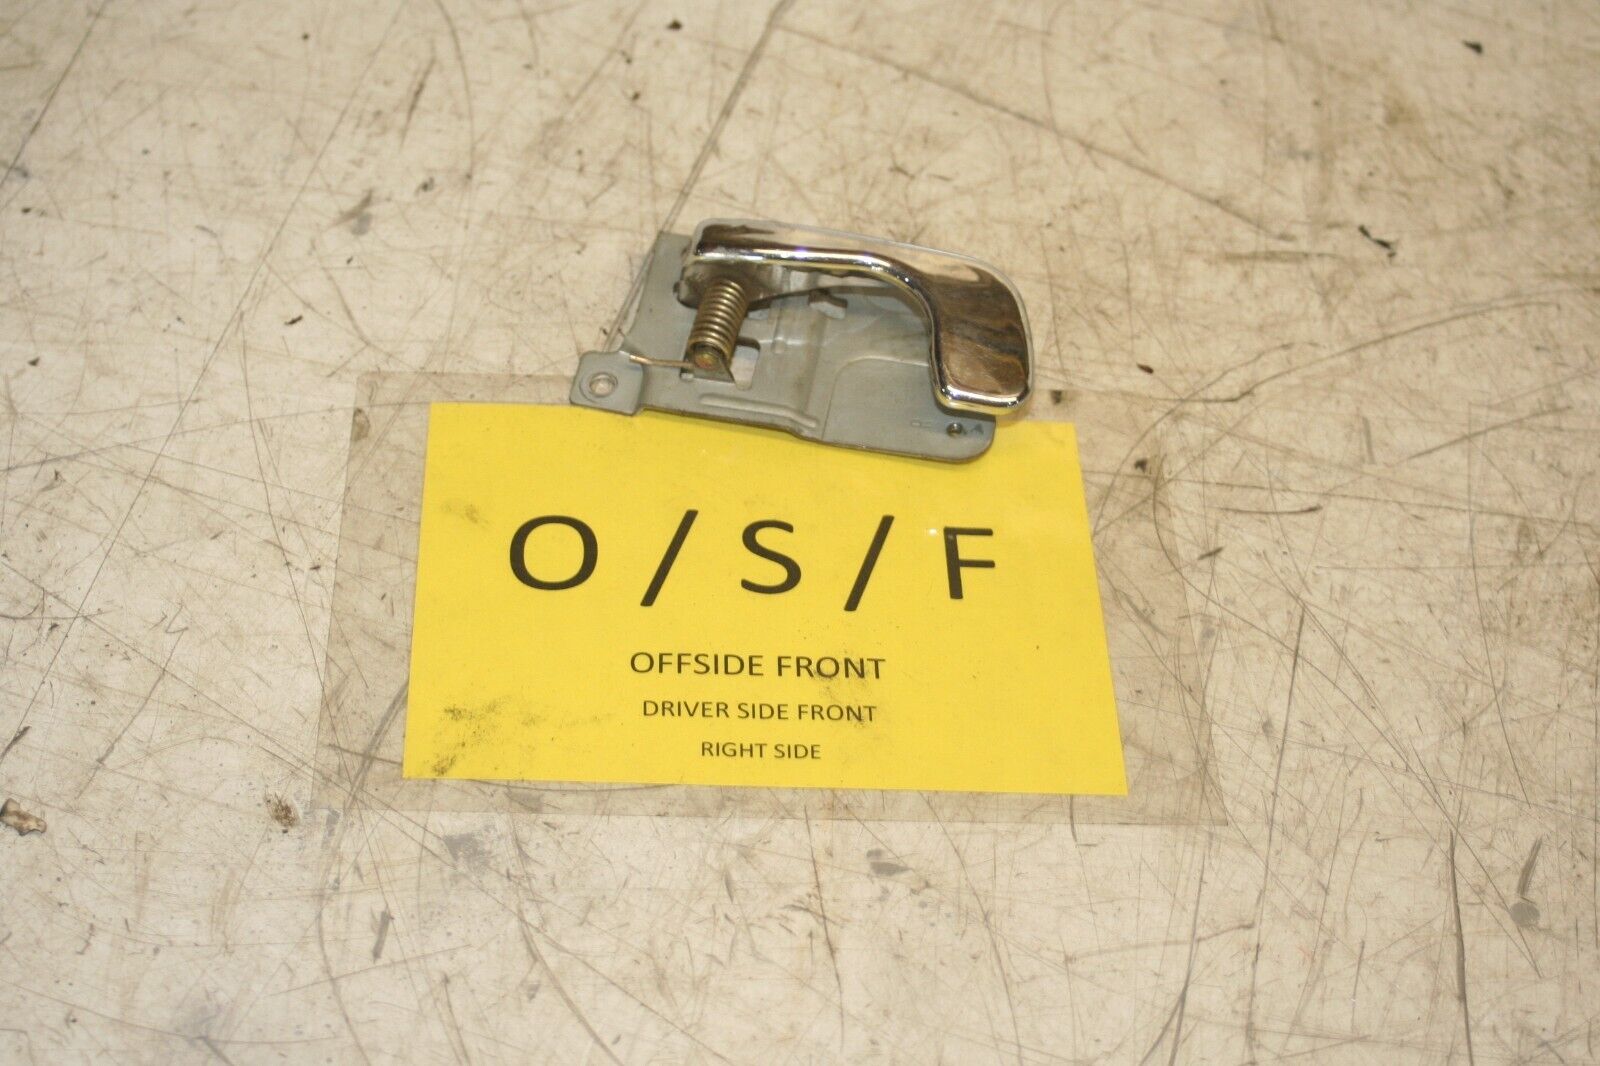 O / S / F
OFFSIDE FRONT
DRIVER SIDE FRONT
RIGHT SIDE